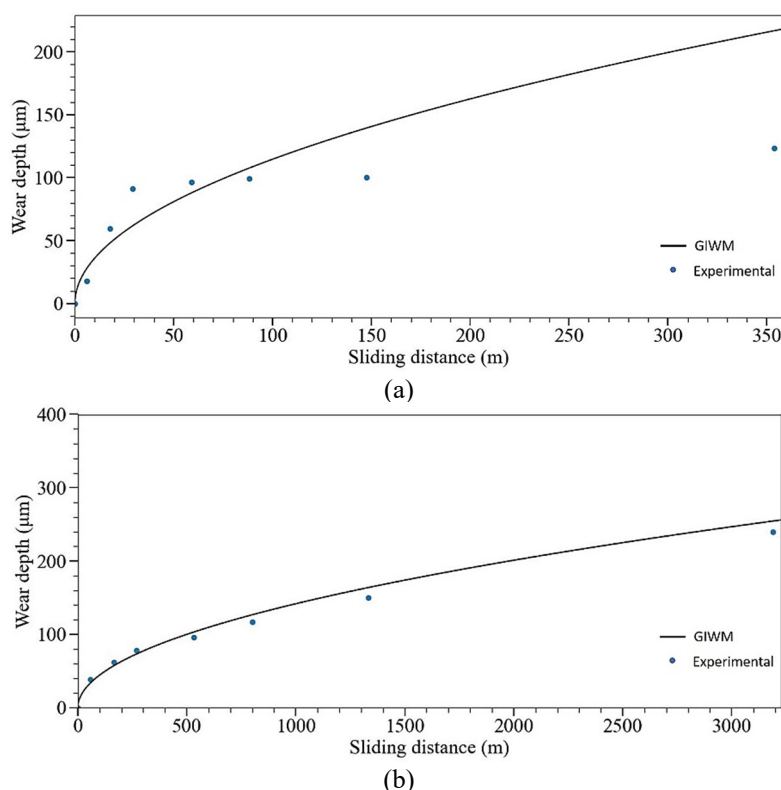 200
150
100
50
0
Wear depth (μm)
GIWM
Experimental
0 50 100 150 200 250 300 350
Sliding distance (m)
(a)
400
300
200
100
0
Wear depth (μm)
GIWM
Experimental
0 500 1000 1500 2000 2500 3000
Sliding distance (m)
(b)